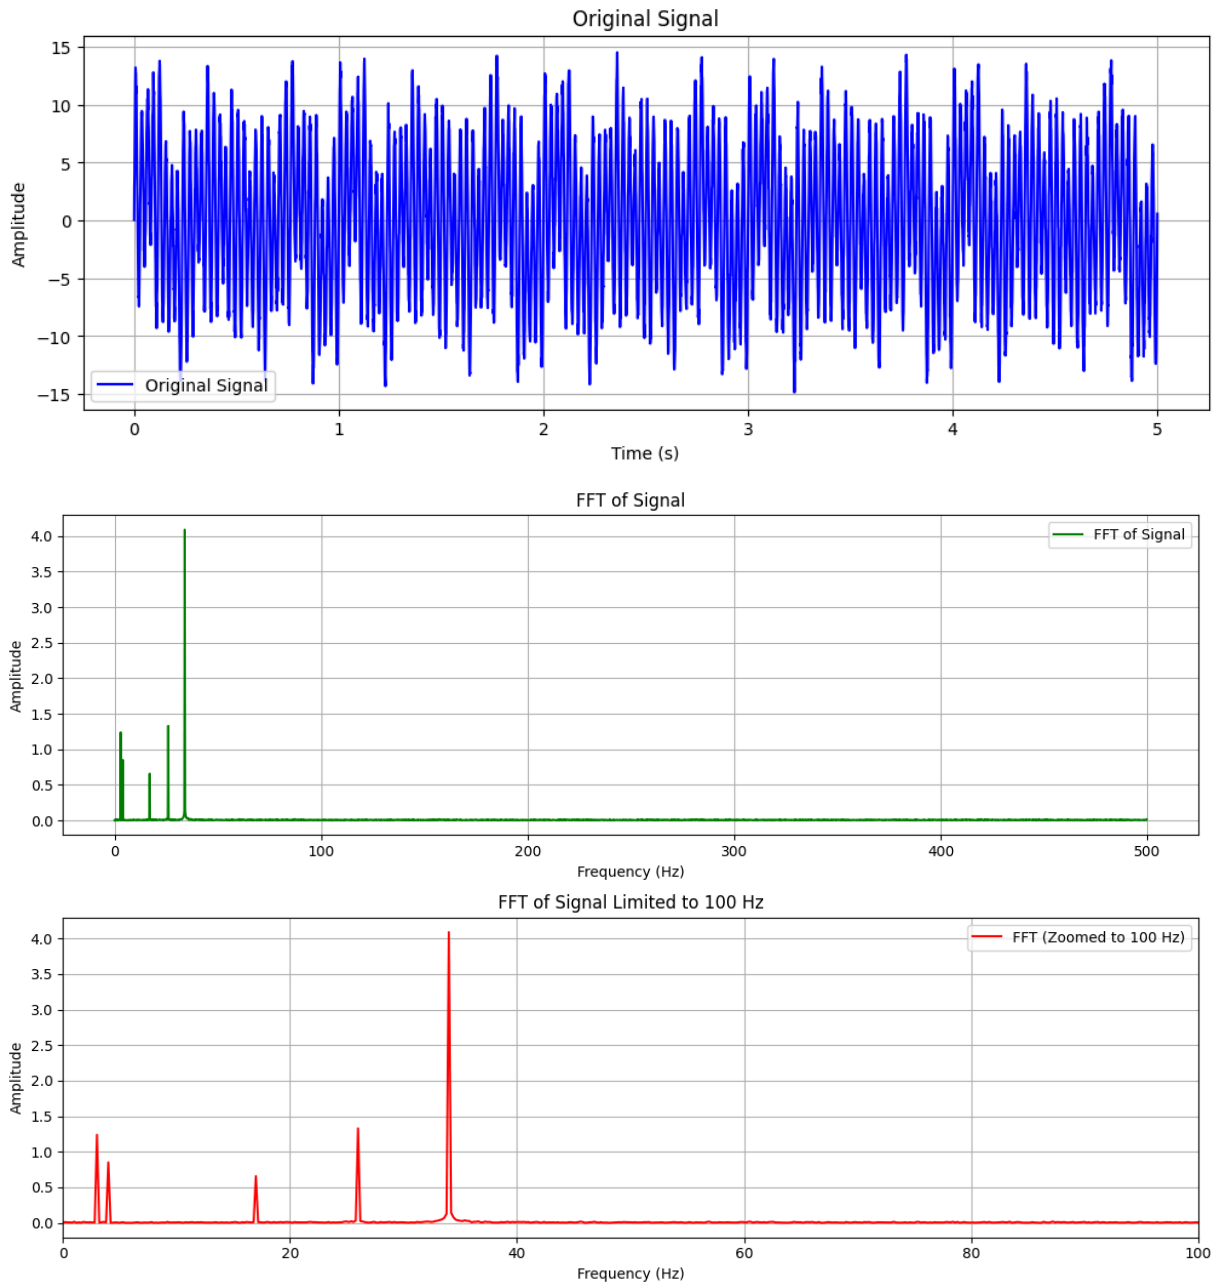 Original Signal
15
10
5
0
−5
−10
−15
Amplitude
Original Signal
0 1 2 3 4 5
Time (s)
FFT of Signal
4.0
3.5
3.0
2.5
2.0
1.5
1.0
0.5
0.0
Amplitude
FFT of Signal
0 100 200 300 400 500
Frequency (Hz)
FFT of Signal Limited to 100 Hz
4.0
3.5
3.0
2.5
2.0
1.5
1.0
0.5
0.0
Amplitude
FFT (Zoomed to 100 Hz)
0 20 40 60 80 100
Frequency (Hz)